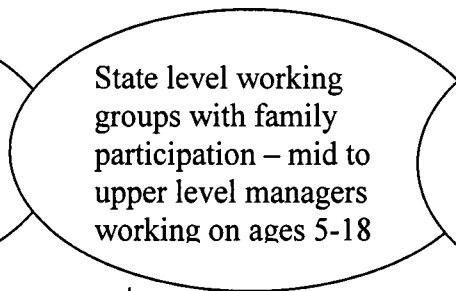 State level working
groups with family
participation – mid to
upper level managers
working on ages 5-18